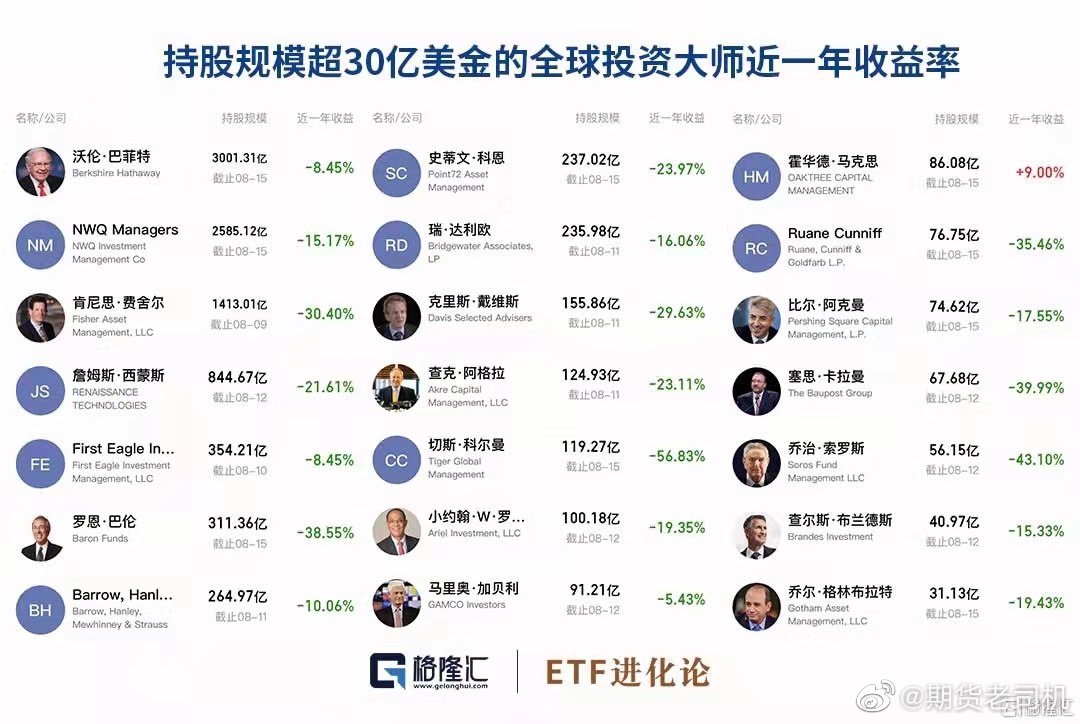 持股规模超30亿美金的全球投资大师近一年收益率
名称/公司 持股规模 近一年收益
沃伦·巴菲特 3001.31亿 -8.45%
Berkshire Hathaway 截止08-15
NM NWQ Managers 2585.12亿 -15.17%
NWQ Investment 截止08-15
Management Co
肯尼思·费舍尔 1413.01亿 -30.40%
Fisher Asset 截止08-09
Management, LLC
JS 詹姆斯·西蒙斯 844.67亿 -21.61%
RENAISSANCE 截止08-12
TECHNOLOGIES
FE First Eagle In... 354.21亿 -8.45%
First Eagle Investment 截止08-10
Management, LLC
罗恩·巴伦 311.36亿 -38.55%
Baron Funds 截止08-15
BH Barrow, Hanl... 264.97亿 -10.06%
Barrow, Hanley, 截止08-11
Mewhinney & Strauss
名称/公司 持股规模 近一年收益
SC 史蒂文·科恩 237.02亿 -23.97%
Point72 Asset 截止08-15
Management
RD 瑞·达利欧 235.98亿 -16.06%
Bridgewater Associates, 截止08-11
LP
克里斯·戴维斯 155.86亿 -29.63%
Davis Selected Advisers 截止08-11
查克·阿格拉 124.93亿 -23.11%
Akre Capital 截止08-11
Management, LLC
CC 切斯·科尔曼 119.27亿 -56.83%
Tiger Global 截止08-15
Management
小约翰·W·罗... 100.18亿 -19.35%
Ariel Investment, LLC 截止08-12
马里奥·加贝利 91.21亿 -5.43%
GAMCO Investors 截止08-12
名称/公司 持股规模 近一年收益
HM 霍华德·马克思 86.08亿 +9.00%
OAKTREE CAPITAL 截止08-15
MANAGEMENT
RC Ruane Cunniff 76.75亿 -35.46%
Ruane, Cunniff & 截止08-15
Goldfarb L.P.
比尔·阿克曼 74.62亿 -17.55%
Pershing Square Capital 截止08-15
Management, L.P.
塞思·卡拉曼 67.68亿 -39.99%
The Baupost Group 截止08-12
乔治·索罗斯 56.15亿 -43.10%
Soros Fund 截止08-12
Management LLC
查尔斯·布兰德斯 40.97亿 -15.33%
Brandes Investment 截止08-12
乔尔·格林布拉特 31.13亿 -19.43%
Gotham Asset 截止08-15
Management, LLC
格隆汇 ETF进化论
www.gelonghui.com
@期货老司机
格隆汇